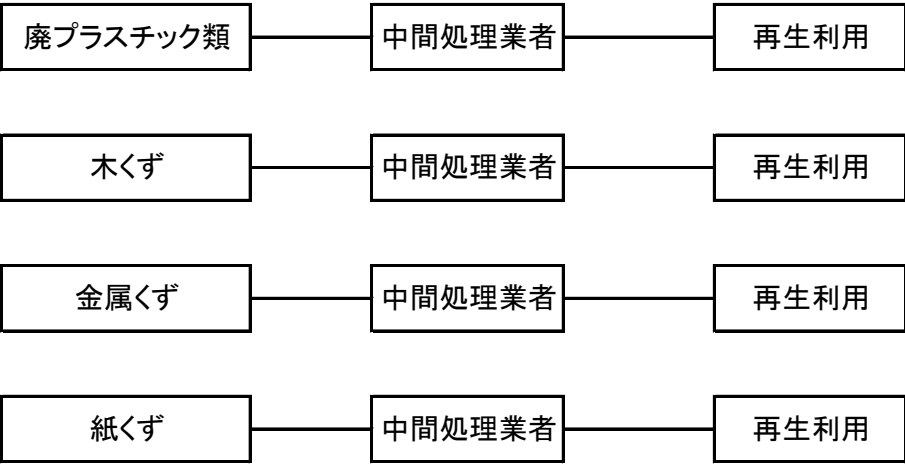 廃プラスチック類 中間処理業者 再生利用
木くず 中間処理業者 再生利用
金属くず 中間処理業者 再生利用
紙くず 中間処理業者 再生利用